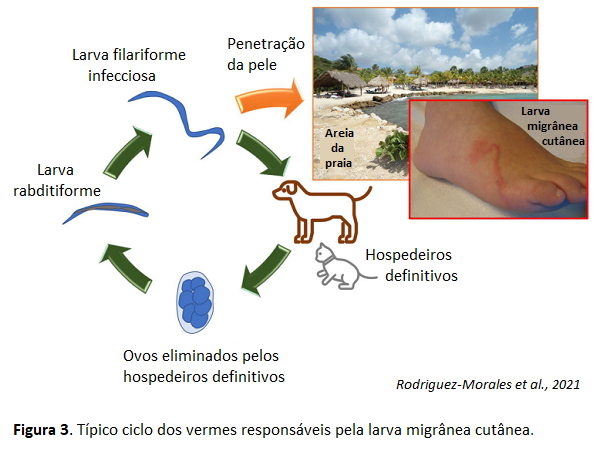 Larva filariforme
infecciosa
Penetração
da pele
Areia
da
praia
Larva
migrânea
cutânea
Larva
rabditiforme
Hospedeiros
definitivos
Ovos eliminados pelos
hospedeiros definitivos
Rodriguez-Morales et al., 2021
Figura 3. Típico ciclo dos vermes responsáveis pela larva migrânea cutânea.